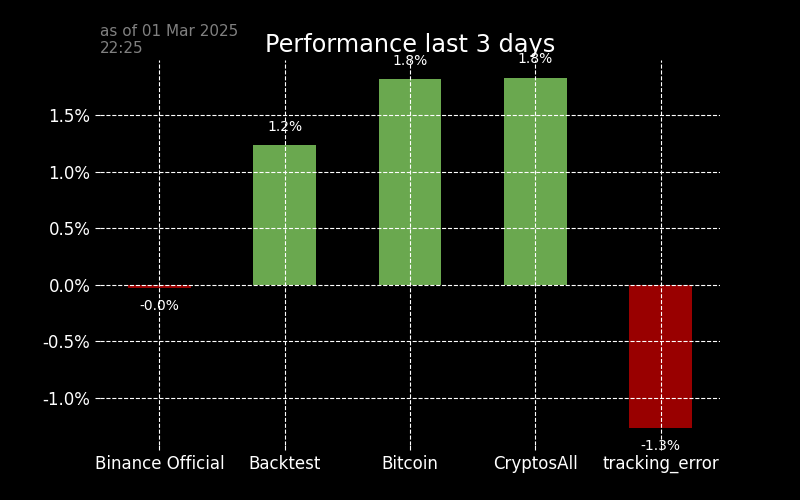 as of 01 Mar 2025
22:25
Performance last 3 days
1.8%
1.8%
1.2%
1.5%
1.0%
0.5%
0.0%
-0.0%
-0.5%
-1.0%
-1.3%
Binance Official
Backtest
Bitcoin
CryptosAll
tracking_error